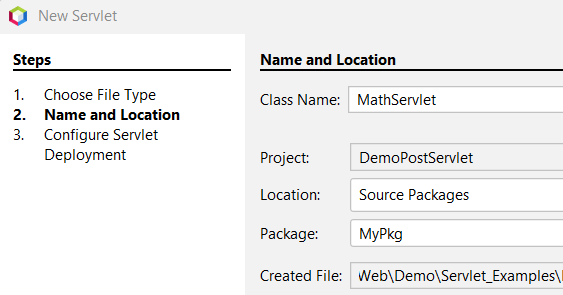 New Servlet
Steps
Name and Location
1. Choose File Type
2. Name and Location
3. Configure Servlet
Deployment
Class Name: MathServlet
Project: DemoPostServlet
Location: Source Packages
Package: MyPkg
Created File: Web\Demo\Servlet_Examples\